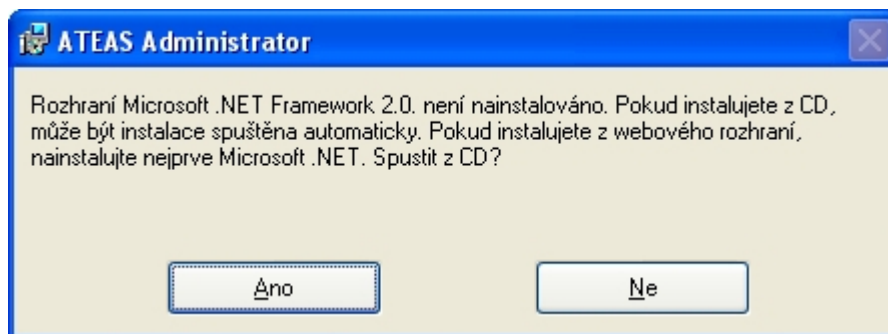 ATEAS Administrator
Rozhraní Microsoft .NET Framework 2.0. není nainstalováno. Pokud instalujete z CD,
může být instalace spuštěna automaticky. Pokud instalujete z webového rozhraní,
nainstalujte nejprve Microsoft .NET. Spustit z CD?
Ano
Ne